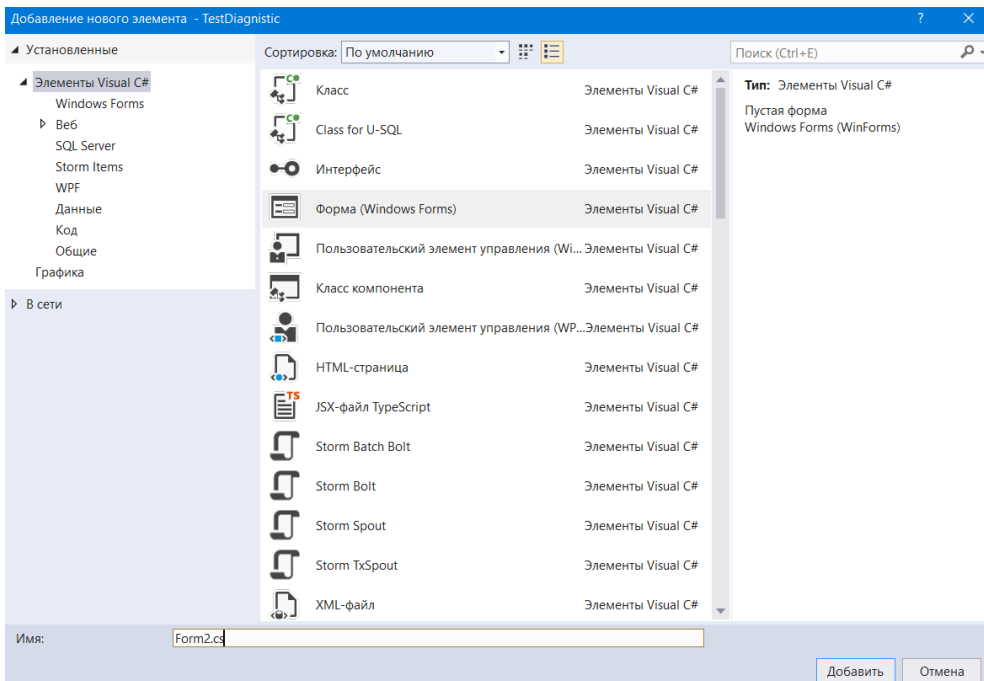 Добавление нового элемента - TestDiagnistic
?
Установленные
Элементы Visual C#
Windows Forms
Веб
SQL Server
Storm Items
WPF
Данные
Код
Общие
Графика
В сети
Сортировка: По умолчанию
C# Класс Элементы Visual C#
C# Class for U-SQL Элементы Visual C#
Интерфейс Элементы Visual C#
Форма (Windows Forms) Элементы Visual C#
Пользовательский элемент управления (Wi... Элементы Visual C#
Класс компонента Элементы Visual C#
Пользовательский элемент управления (WP...Элементы Visual C#
HTML-страница Элементы Visual C#
TS JSX-файл TypeScript Элементы Visual C#
Storm Batch Bolt Элементы Visual C#
Storm Bolt Элементы Visual C#
Storm Spout Элементы Visual C#
Storm TxSpout Элементы Visual C#
XML-файл Элементы Visual C#
Поиск (Ctrl+E)
Тип: Элементы Visual C#
Пустая форма
Windows Forms (WinForms)
Имя: Form2.cs
Добавить Отмена